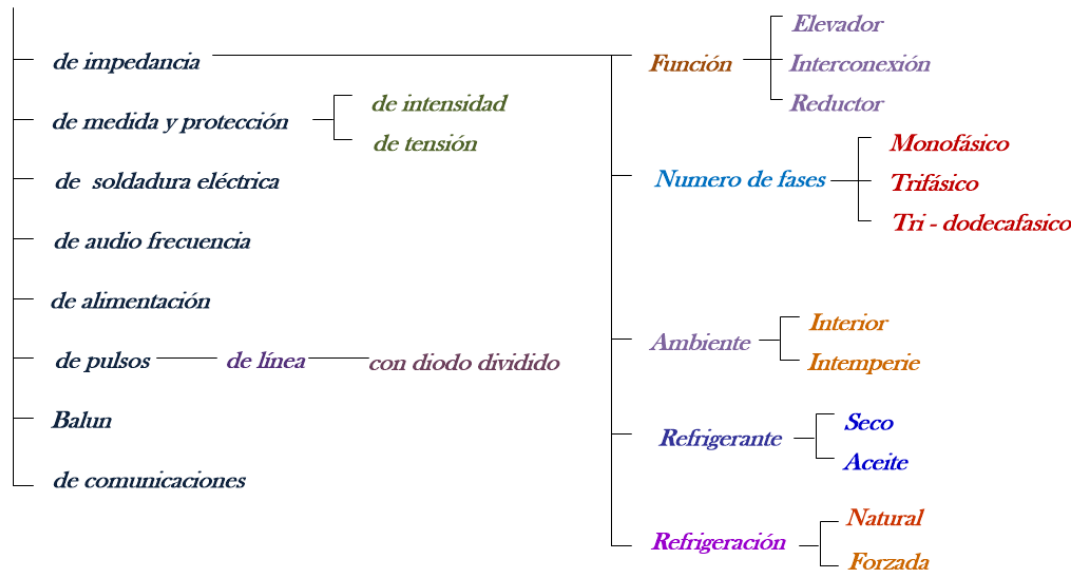 de impedancia
de medida y protección
de intensidad
de tensión
de soldadura eléctrica
de audio frecuencia
de alimentación
de pulsos
de línea
con diodo dividido
Balun
de comunicaciones
Función
Elevador
Interconexión
Reductor
Numero de fases
Monofásico
Trifásico
Tri - dodecafasico
Ambiente
Interior
Intemperie
Refrigerante
Seco
Aceite
Refrigeración
Natural
Forzada